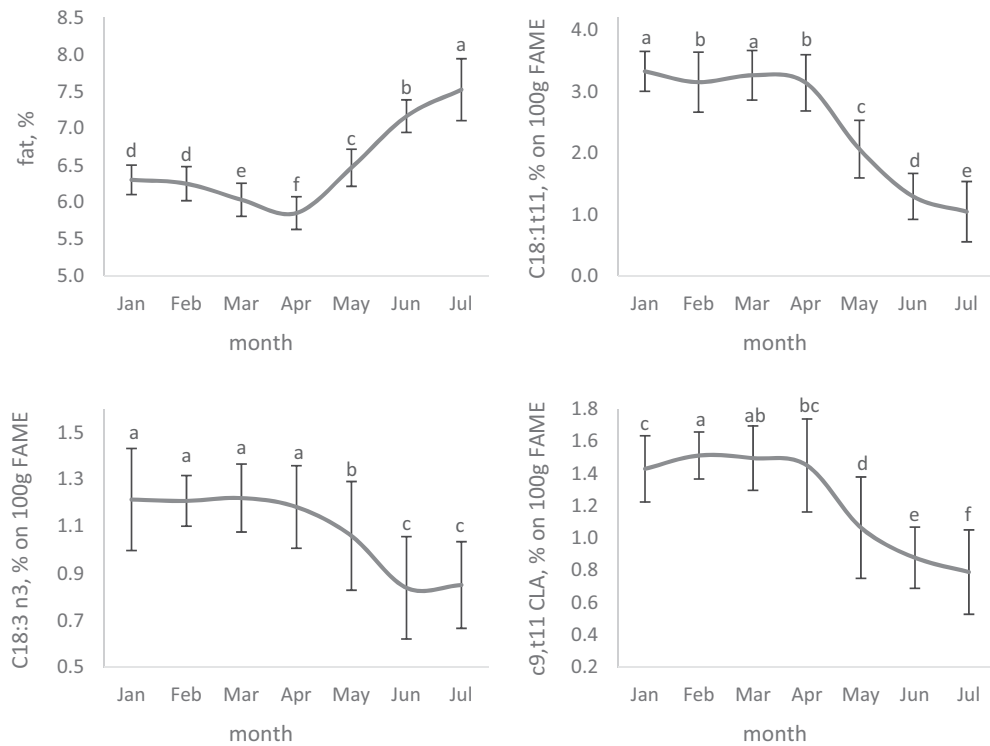 fat, %
8.5
8.0
7.5
7.0
6.5
6.0
5.5
5.0
d d e f c b a
Jan Feb Mar Apr May Jun Jul
month
C18:1t11, % on 100g FAME
4.0
3.0
2.0
1.0
0.0
a b a b c d e
Jan Feb Mar Apr May Jun Jul
month
C18:3 n3, % on 100g FAME
1.5
1.3
1.1
0.9
0.7
0.5
a a a a b c c
Jan Feb Mar Apr May Jun Jul
month
c9,t11 CLA, % on 100g FAME
1.8
1.6
1.4
1.2
1.0
0.8
0.6
0.4
0.2
c a ab bc d e f
Jan Feb Mar Apr May Jun Jul
month